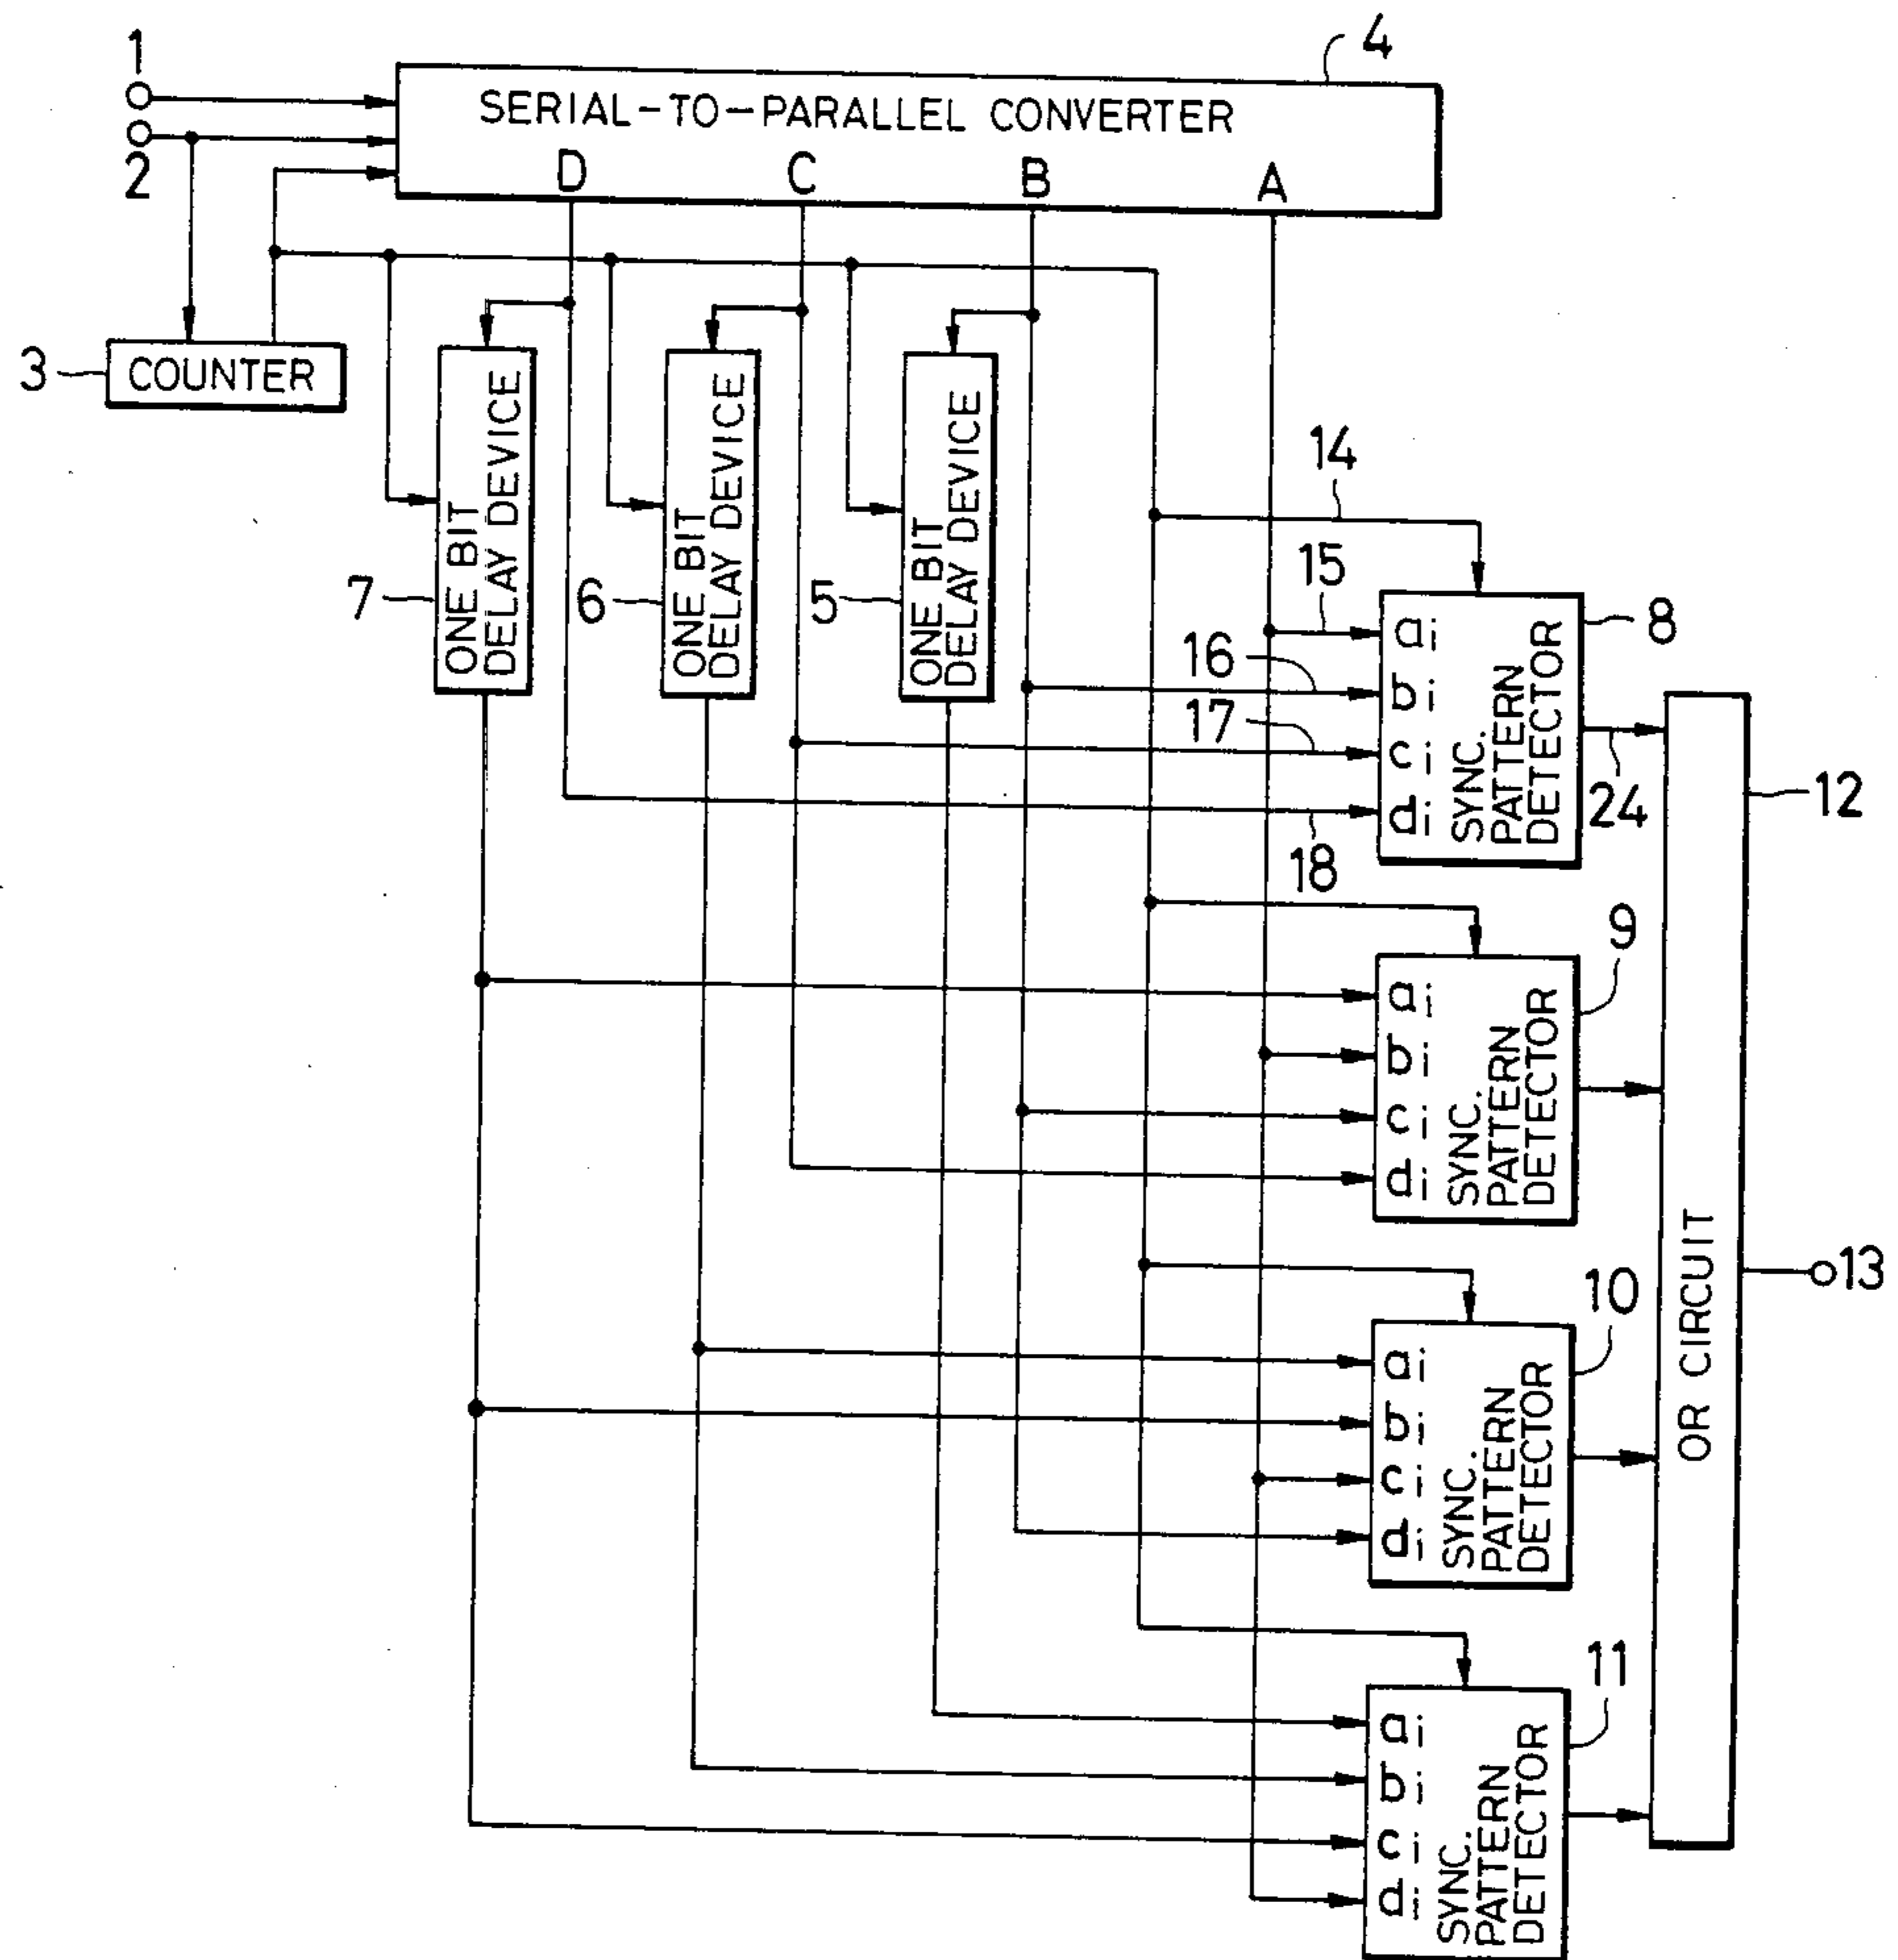 1
4
SERIAL-TO-PARALLEL CONVERTER
2
D C B A
3 COUNTER
7 ONE BIT
DELAY DEVICE
6 ONE BIT
DELAY DEVICE
5 ONE BIT
DELAY DEVICE
14
15
16
17
18
ai
bi
ci
di
SYNC.
PATTERN
DETECTOR
8
24
12
ai
bi
ci
di
SYNC.
PATTERN
DETECTOR
9
OR CIRCUIT
13
ai
bi
ci
di
SYNC.
PATTERN
DETECTOR
10
ai
bi
ci
di
SYNC.
PATTERN
DETECTOR
11